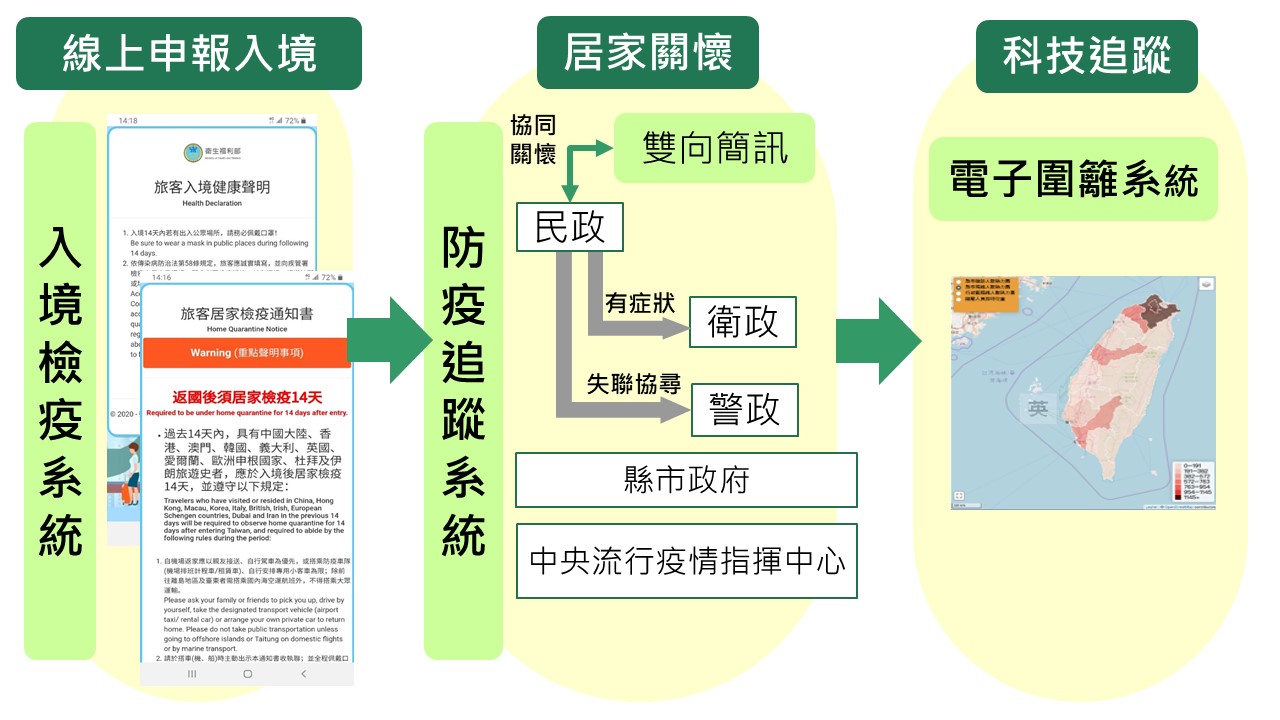 線上申報入境
入境檢疫系統
14:18
72%
衛生福利部
旅客入境健康聲明
Health Declaration
1. 入境14天內若有出入公眾場所，請務必佩戴口罩!
Be sure to wear a mask in public places during following
14 days.
2. 依傳染病防治法第58條規定，旅客應誠實填寫，並向疾管署
© 2020
14:16
72%
旅客居家檢疫通知書
Home Quarantine Notice
Warning (重點聲明事項)
返國後須居家檢疫14天
Required to be under home quarantine for 14 days after entry.
• 過去14天內，具有中國大陸、香
港、澳門、韓國、義大利、英國、
愛爾蘭、歐洲申根國家、杜拜及伊
朗旅遊史者，應於入境後居家檢疫
14天，並遵守以下規定：
Travelers who have visited or resided in China, Hong
Kong, Macau, Korea, Italy, British, Irish, European
Schengen countries, Dubai and Iran in the previous 14
days will be required to observe home quarantine for 14
days after entering Taiwan, and required to abide by the
following rules during the period:
1. 自機場返家應以親友接送、自行駕車為優先，或搭乘防疫車隊
(機場排班計程車/租賃車)、自行安排專用小客車為限；除前
往離島地區及臺東者需搭乘國內海空運航班外，不得搭乘大眾
運輸。
Please ask your family or friends to pick you up, drive by
yourself, take the designated transport vehicle (airport
taxi/ rental car) or arrange your own private car to return
home. Please do not take public transportation unless
going to offshore islands or Taitung on domestic flights
or by marine transport.
2. 請於搭車(機、船)時主動出示本通知書收執聯；並全程佩戴口
居家關懷
防疫追蹤系統
協同
關懷
雙向簡訊
民政
有症狀
衛政
失聯協尋
警政
縣市政府
中央流行疫情指揮中心
科技追蹤
電子圍籬系統
英
0—191
191—382
382—572
572—763
763—954
954—1145
1145+